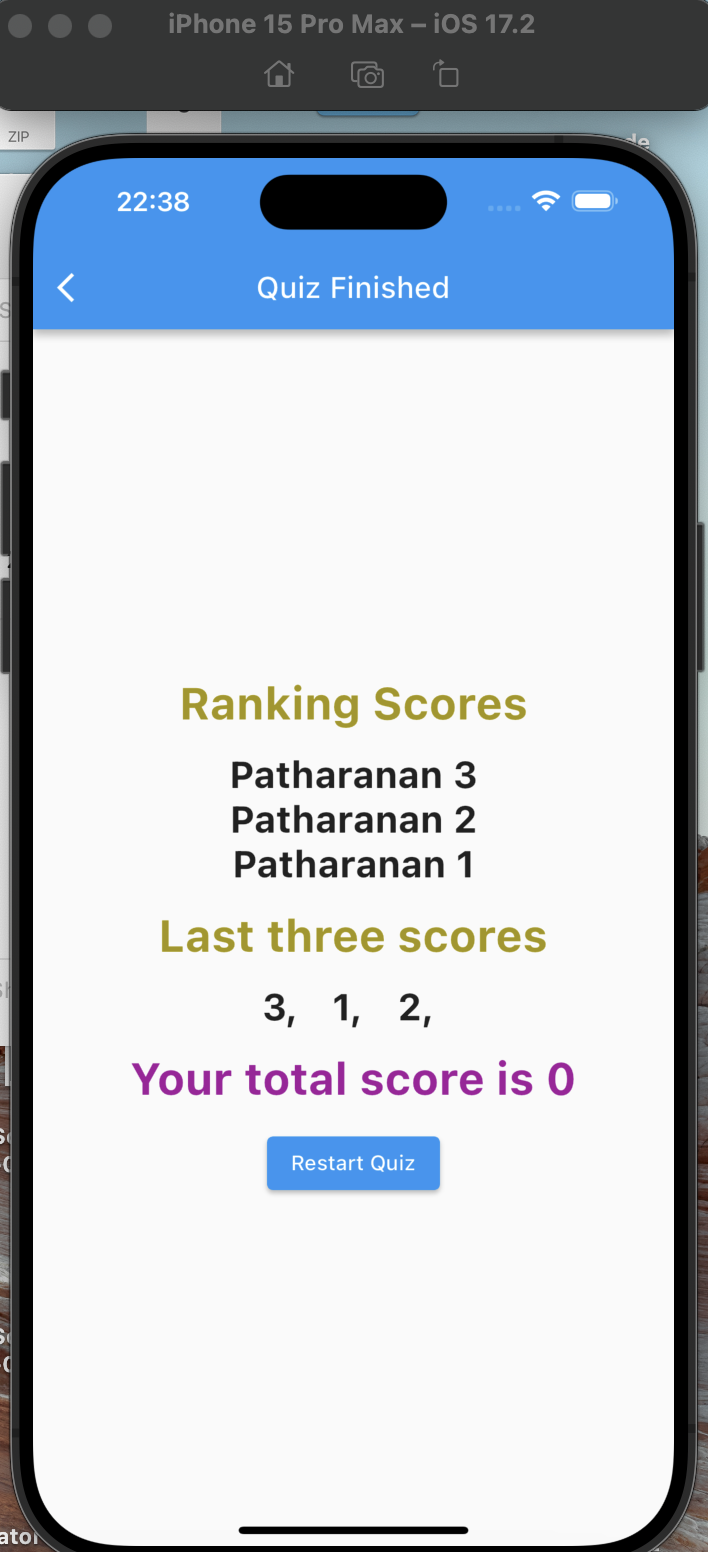 iPhone 15 Pro Max – iOS 17.2
ZIP
22:38
Quiz Finished
Ranking Scores
Patharanan 3
Patharanan 2
Patharanan 1
Last three scores
3, 1, 2,
Your total score is 0
Restart Quiz